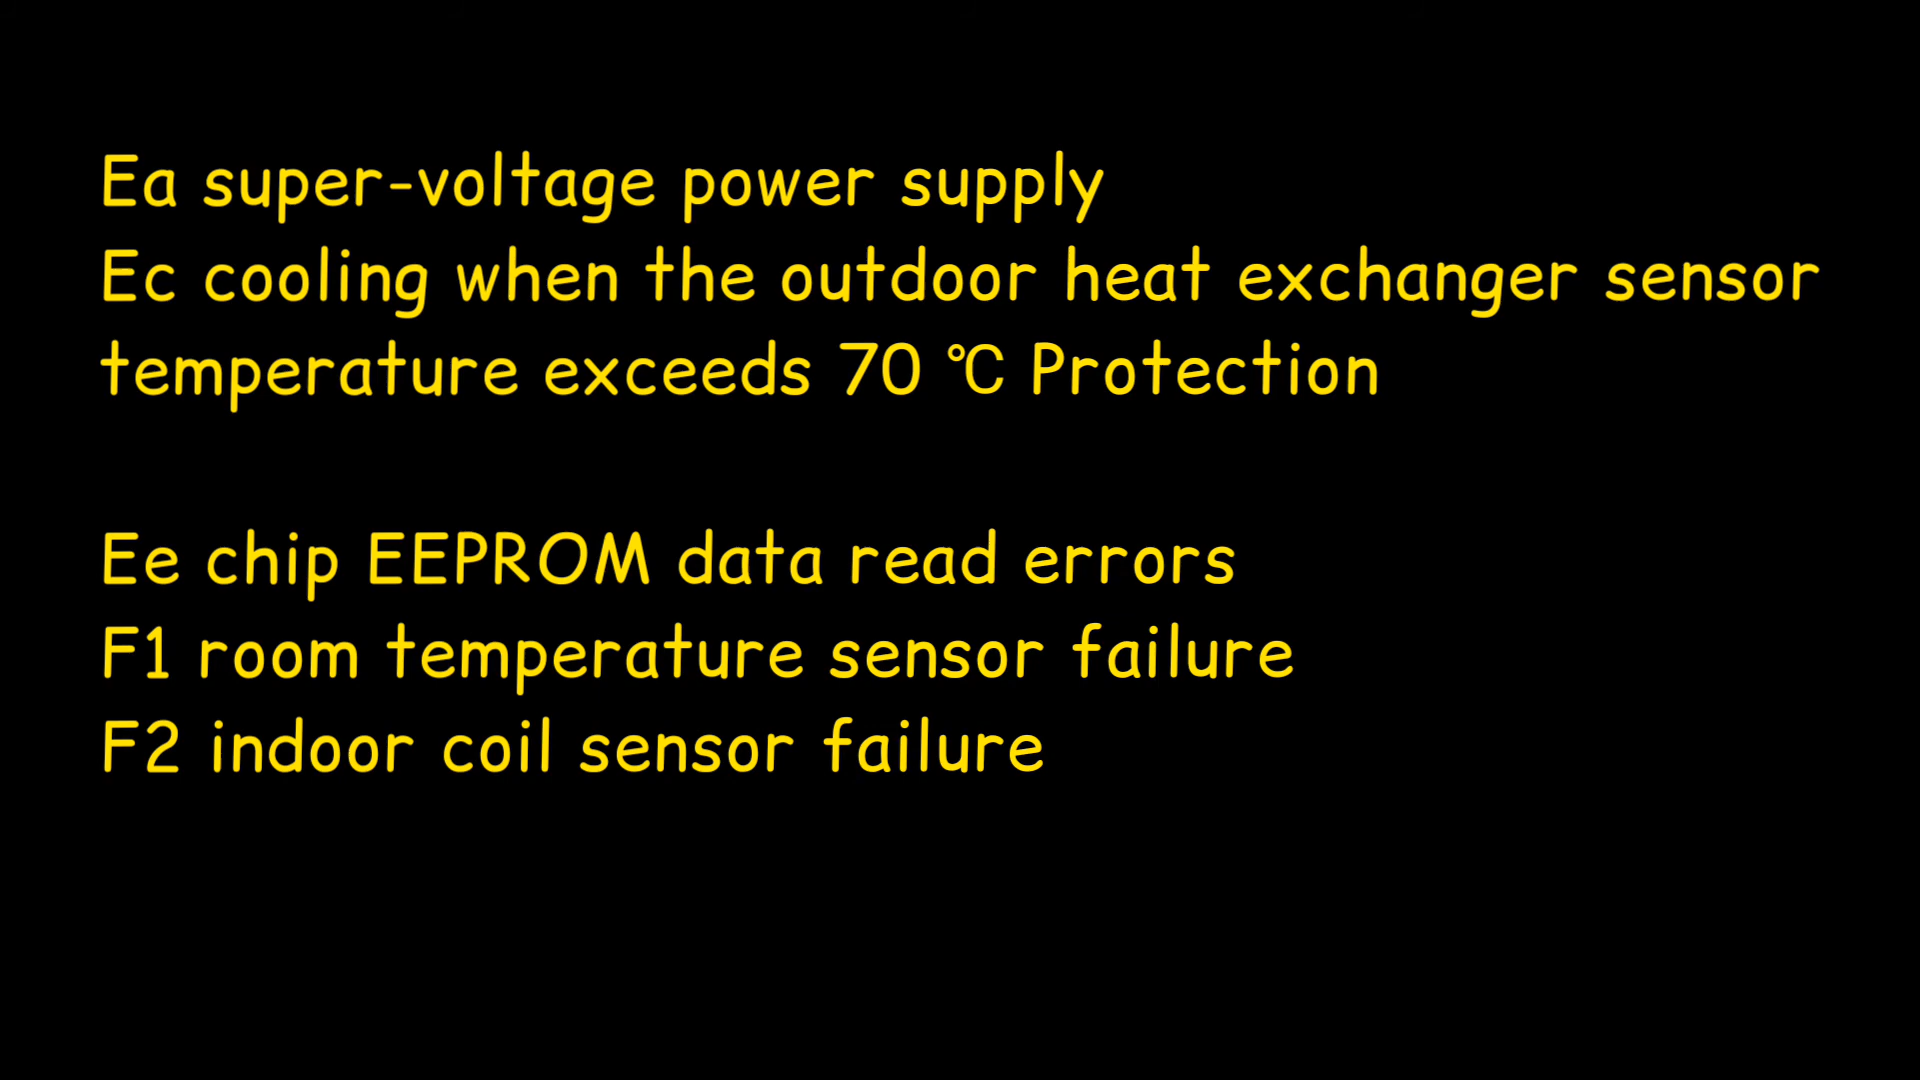 Ea super-voltage power supply
Ec cooling when the outdoor heat exchanger sensor
temperature exceeds 70 ℃ Protection
Ee chip EEPROM data read errors
F1 room temperature sensor failure
F2 indoor coil sensor failure